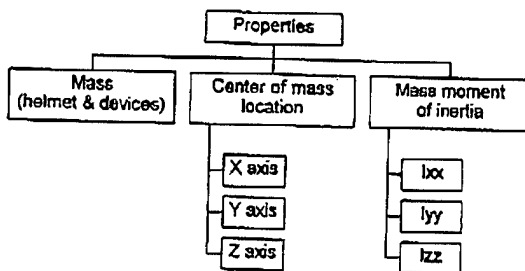 Properties
Mass
(helmet & devices)
Center of mass
location
Mass moment
of inertia
X axis
Y axis
Z axis
Ixx
Iyy
Izz